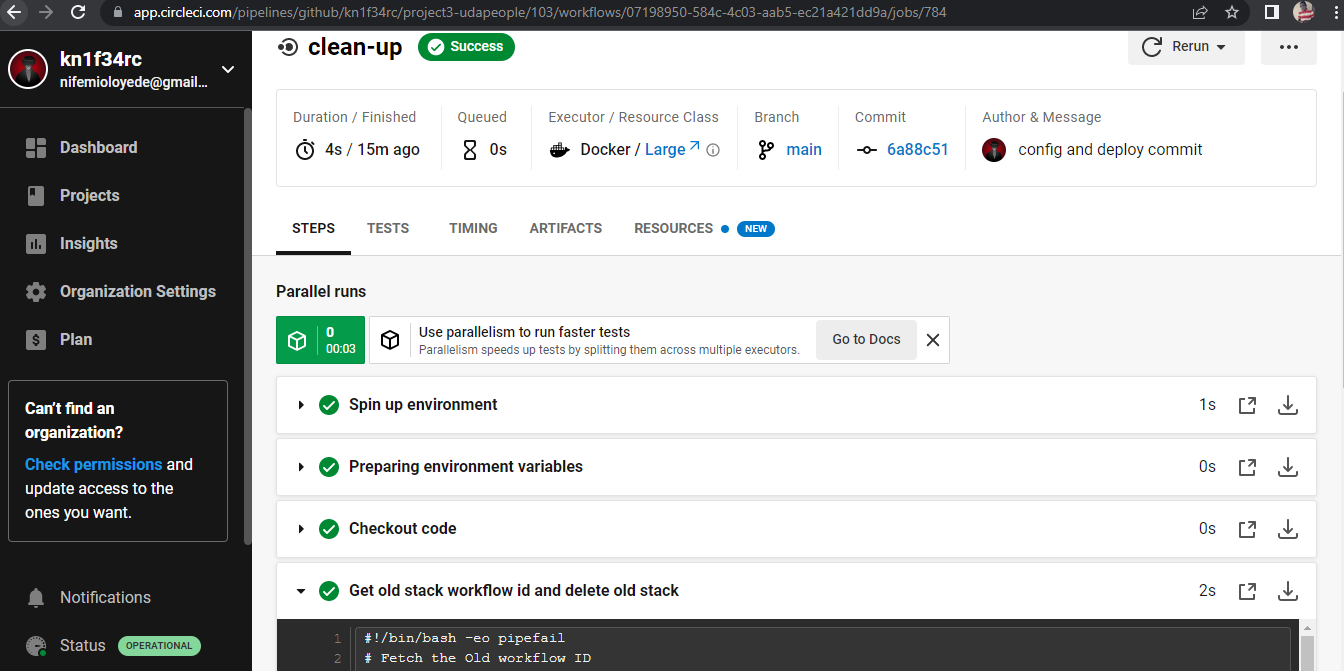 app.circleci.com/pipelines/github/kn1f34rc/project3-udapeople/103/workflows/07198950-584c-4c03-aab5-ec21a421dd9a/jobs/784
kn1f34rc
nifemioloyede@gmail...
Dashboard
Projects
Insights
Organization Settings
Plan
Can't find an
organization?
Check permissions and
update access to the
ones you want.
Notifications
Status OPERATIONAL
clean-up Success
Rerun
Duration / Finished
4s / 15m ago
Queued
0s
Executor / Resource Class
Docker / Large
Branch
main
Commit
6a88c51
Author & Message
config and deploy commit
STEPS TESTS TIMING ARTIFACTS RESOURCES NEW
Parallel runs
0
00:03
Use parallelism to run faster tests
Parallelism speeds up tests by splitting them across multiple executors.
Go to Docs
Spin up environment 1s
Preparing environment variables 0s
Checkout code 0s
Get old stack workflow id and delete old stack 2s
1 #!/bin/bash -eo pipefail
2 # Fetch the Old workflow ID